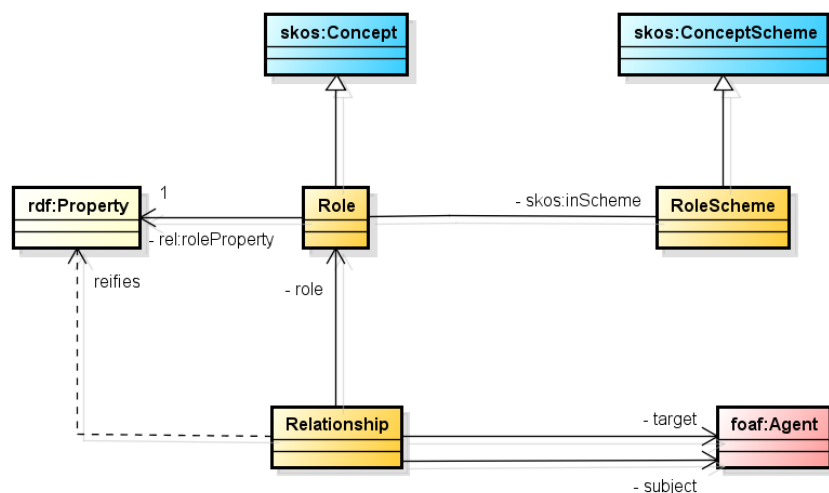 skos:Concept
skos:ConceptScheme
1
- skos:inScheme
rdf:Property
Role
RoleScheme
- rel:roleProperty
reifies
- role
Relationship
- target
foaf:Agent
- subject